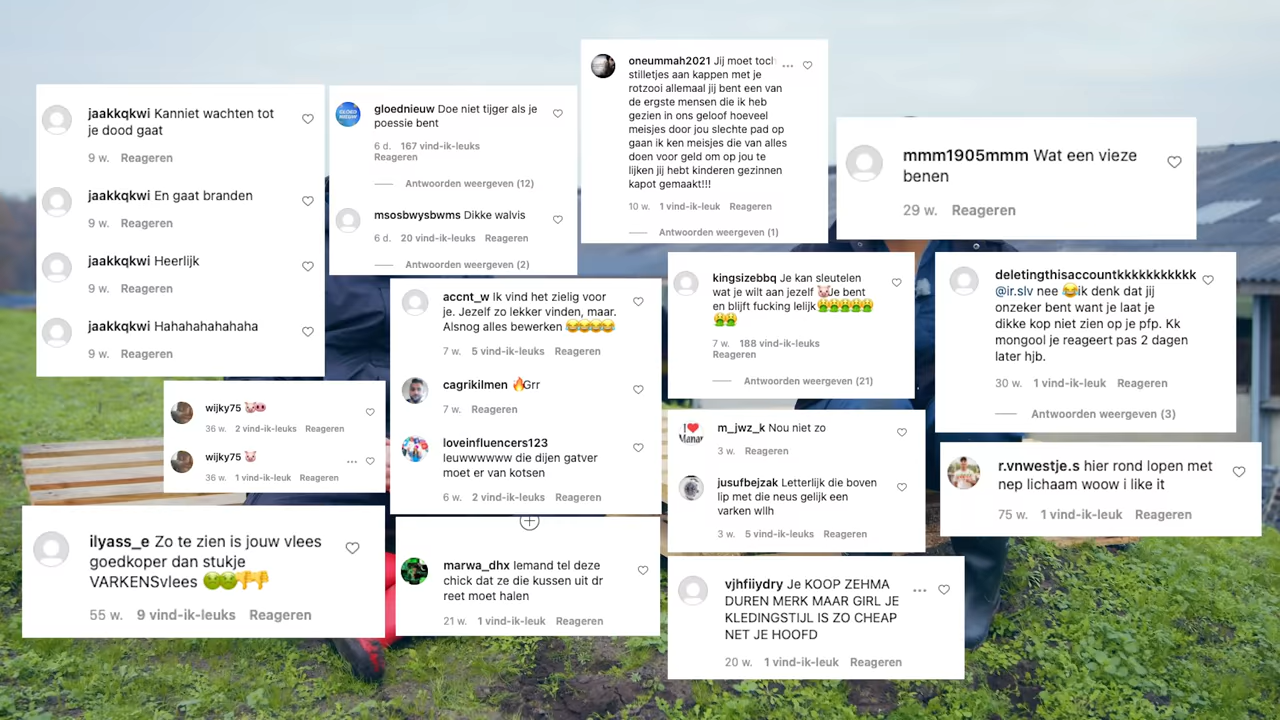 jaakkqkwi Kanniet wachten tot
je dood gaat
9 w. Reageren
jaakkqkwi En gaat branden
9 w. Reageren
jaakkqkwi Heerlijk
9 w. Reageren
jaakkqkwi Hahahahahahaha
9 w. Reageren
gloednieuw Doe niet tijger als je
poessie bent
6 d. 167 vind-ik-leuks
Reageren
Antwoorden weergeven (12)
msosbwysbwms Dikke walvis
6 d. 20 vind-ik-leuks Reageren
Antwoorden weergeven (2)
oneummah2021 Jij moet toch
stilletjes aan kappen met je
rotzooi allemaal jij bent een van
de ergste mensen die ik heb
gezien in ons geloof hoeveel
meisjes door jou slechte pad op
gaan ik ken meisjes die van alles
doen voor geld om op jou te
lijken jij hebt kinderen gezinnen
kapot gemaakt!!!
10 w. 1 vind-ik-leuk Reageren
Antwoorden weergeven (1)
mmm1905mmm Wat een vieze
benen
29 w. Reageren
accnt_w Ik vind het zielig voor
je. Jezelf zo lekker vinden, maar.
Alsnog alles bewerken 😂😂😂😂
7 w. 5 vind-ik-leuks Reageren
cagrikilmen 🔥Grr
7 w. Reageren
loveinfluencers123
Ieuwwwwww die dijen gatver
moet er van kotsen
6 w. 2 vind-ik-leuks Reageren
kingsizebbq Je kan sleutelen
wat je wilt aan jezelf 🐷Je bent
en blijft fucking lelijk🤮🤮🤮🤮🤮
🤮🤮
7 w. 188 vind-ik-leuks
Reageren
Antwoorden weergeven (21)
deletingthisaccountkkkkkkkkkkk
@ir.slv nee 😂ik denk dat jij
onzeker bent want je laat je
dikke kop niet zien op je pfp. Kk
mongool je reageert pas 2 dagen
later hjb.
30 w. 1 vind-ik-leuk Reageren
Antwoorden weergeven (3)
wijky75 🐷🐽
36 w. 2 vind-ik-leuks Reageren
wijky75 🐷
36 w. 1 vind-ik-leuk Reageren
m_jwz_k Nou niet zo
3 w. Reageren
jusufbejzak Letterlijk die boven
lip met die neus gelijk een
varken wllh
3 w. 5 vind-ik-leuks Reageren
r.vnwestje.s hier rond lopen met
nep lichaam woow i like it
75 w. 1 vind-ik-leuk Reageren
ilyass_e Zo te zien is jouw vlees
goedkoper dan stukje
VARKENSvlees 🤢🤢👎👎
55 w. 9 vind-ik-leuks Reageren
marwa_dhx Iemand tel deze
chick dat ze die kussen uit dr
reet moet halen
21 w. 1 vind-ik-leuk Reageren
vjhfiiydry Je KOOP ZEHMA
DUREN MERK MAAR GIRL JE
KLEDINGSTIJL IS ZO CHEAP
NET JE HOOFD
20 w. 1 vind-ik-leuk Reageren